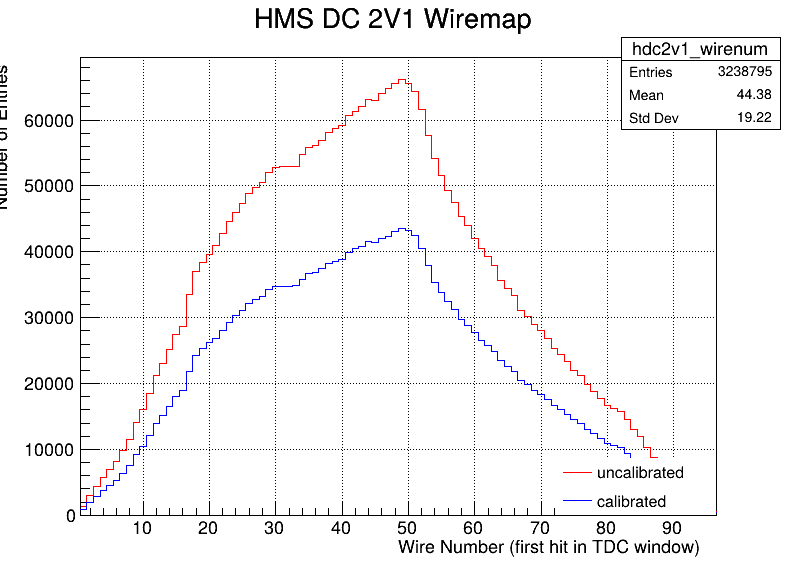 HMS DC 2V1 Wiremap
hdc2v1_wirenum
Entries 3238795
Mean 44.38
Std Dev 19.22
Number of Entries
60000
50000
40000
30000
20000
10000
0
uncalibrated
calibrated
10 20 30 40 50 60 70 80 90
Wire Number (first hit in TDC window)